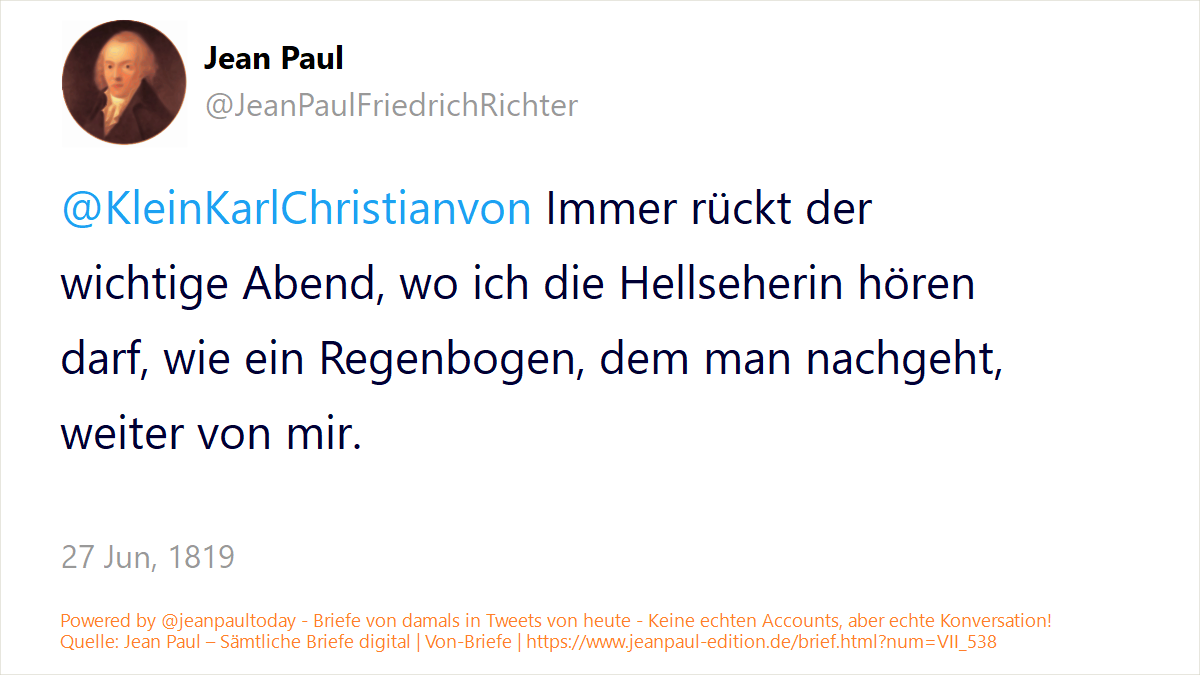 Jean Paul
@JeanPaulFriedrichRichter
@KleinKarlChristianvon Immer rückt der
wichtige Abend, wo ich die Hellseherin hören
darf, wie ein Regenbogen, dem man nachgeht,
weiter von mir.
27 Jun, 1819
Powered by @jeanpaultoday - Briefe von damals in Tweets von heute - Keine echten Accounts, aber echte Konversation!
Quelle: Jean Paul – Sämtliche Briefe digital | Von-Briefe | https://www.jeanpaul-edition.de/brief.html?num=VII_538